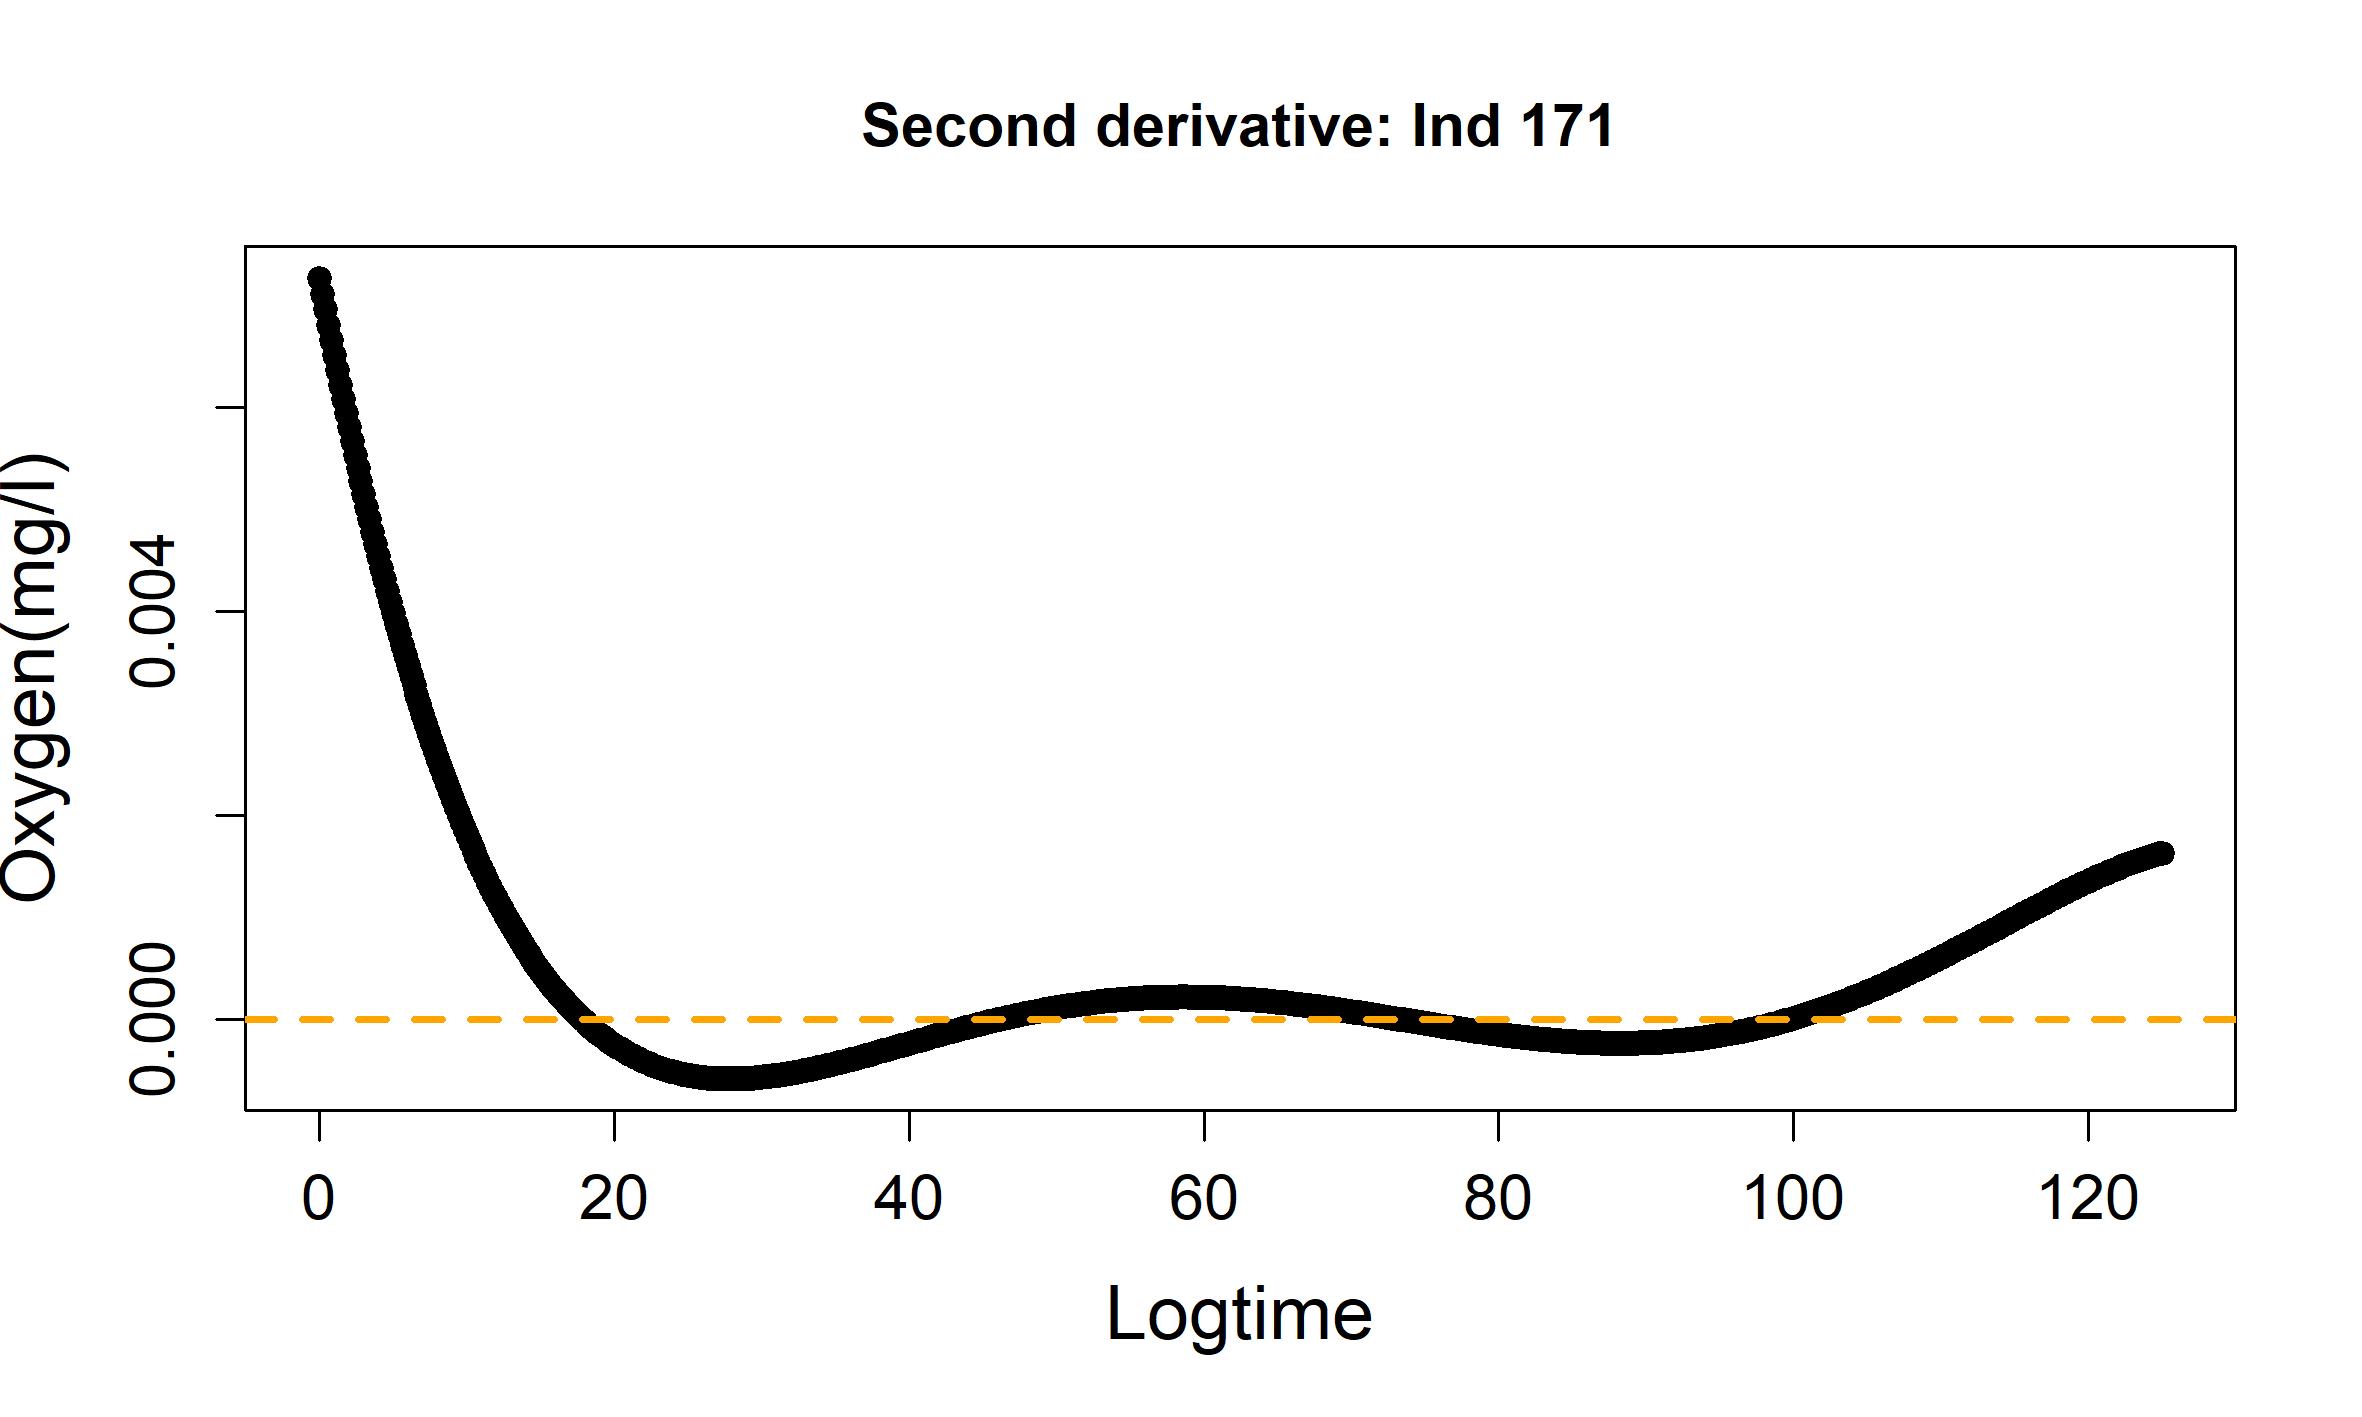 Second derivative: Ind 171
Oxygen(mg/l)
0.004
0.000
0 20 40 60 80 100 120
Logtime